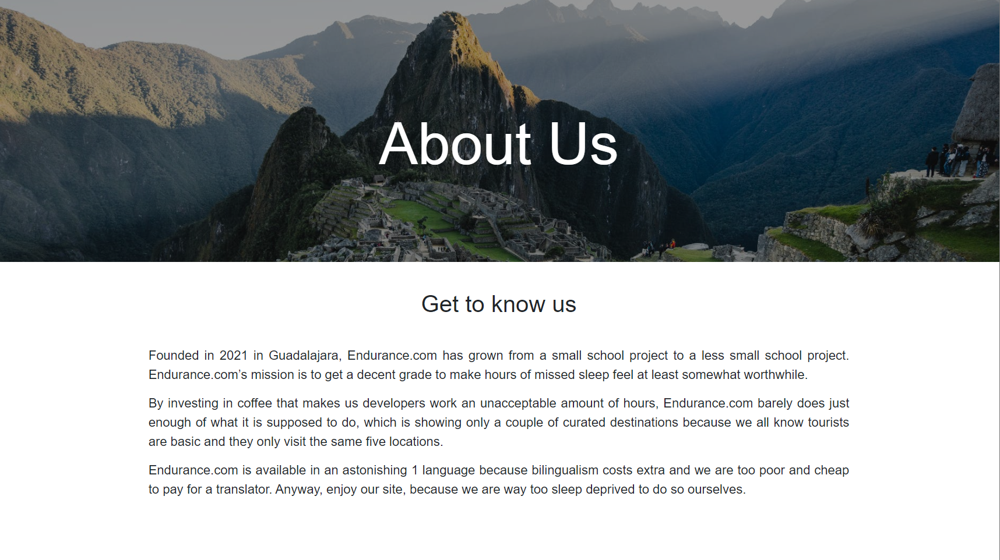 About Us
Get to know us
Founded in 2021 in Guadalajara, Endurance.com has grown from a small school project to a less small school project.
Endurance.com’s mission is to get a decent grade to make hours of missed sleep feel at least somewhat worthwhile.
By investing in coffee that makes us developers work an unacceptable amount of hours, Endurance.com barely does just
enough of what it is supposed to do, which is showing only a couple of curated destinations because we all know tourists
are basic and they only visit the same five locations.
Endurance.com is available in an astonishing 1 language because bilingualism costs extra and we are too poor and cheap
to pay for a translator. Anyway, enjoy our site, because we are way too sleep deprived to do so ourselves.